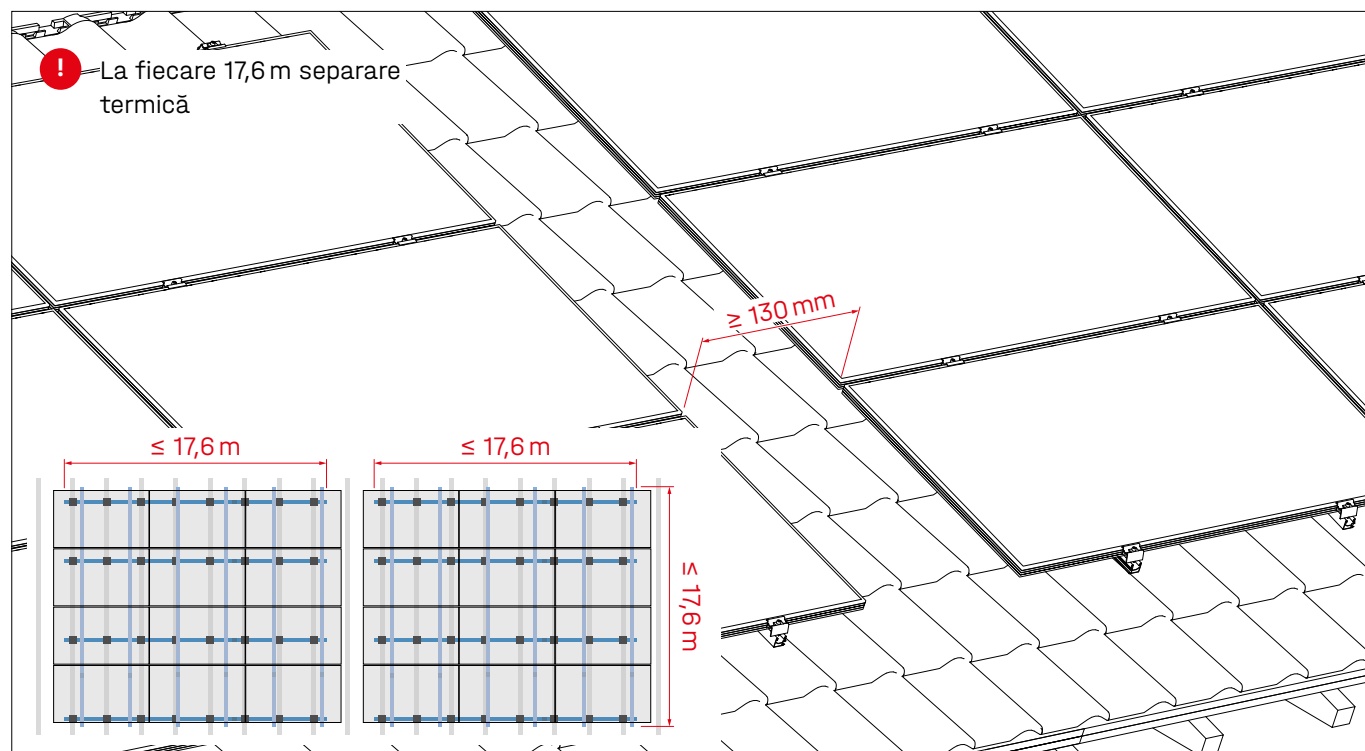 !
La fiecare 17,6 m separare
termică
≥ 130 mm
≤ 17,6 m
≤ 17,6 m
≤ 17,6 m